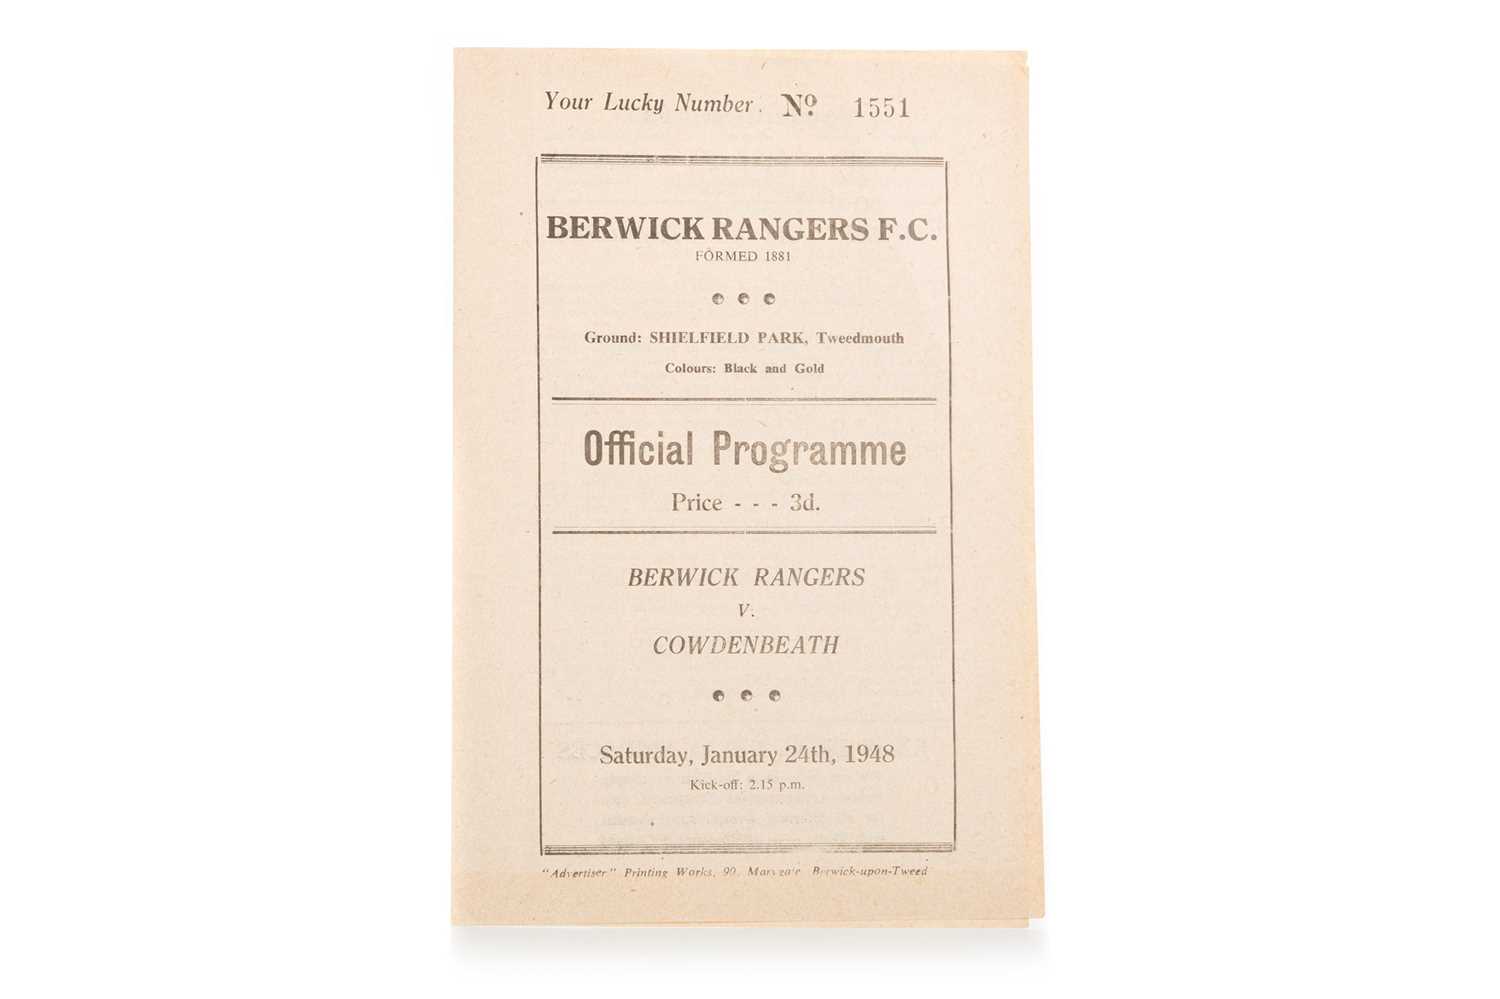 Your Lucky Number. No. 1551
BERWICK RANGERS F.C.
FORMED 1881
Ground: SHIELFIELD PARK, Tweedmouth
Colours: Black and Gold
Official Programme
Price - - - 3d.
BERWICK RANGERS
V.
COWDENBEATH
Saturday, January 24th, 1948
Kick-off: 2.15 p.m.
"Advertiser" Printing Works, 90, Marygate, Berwick-upon-Tweed